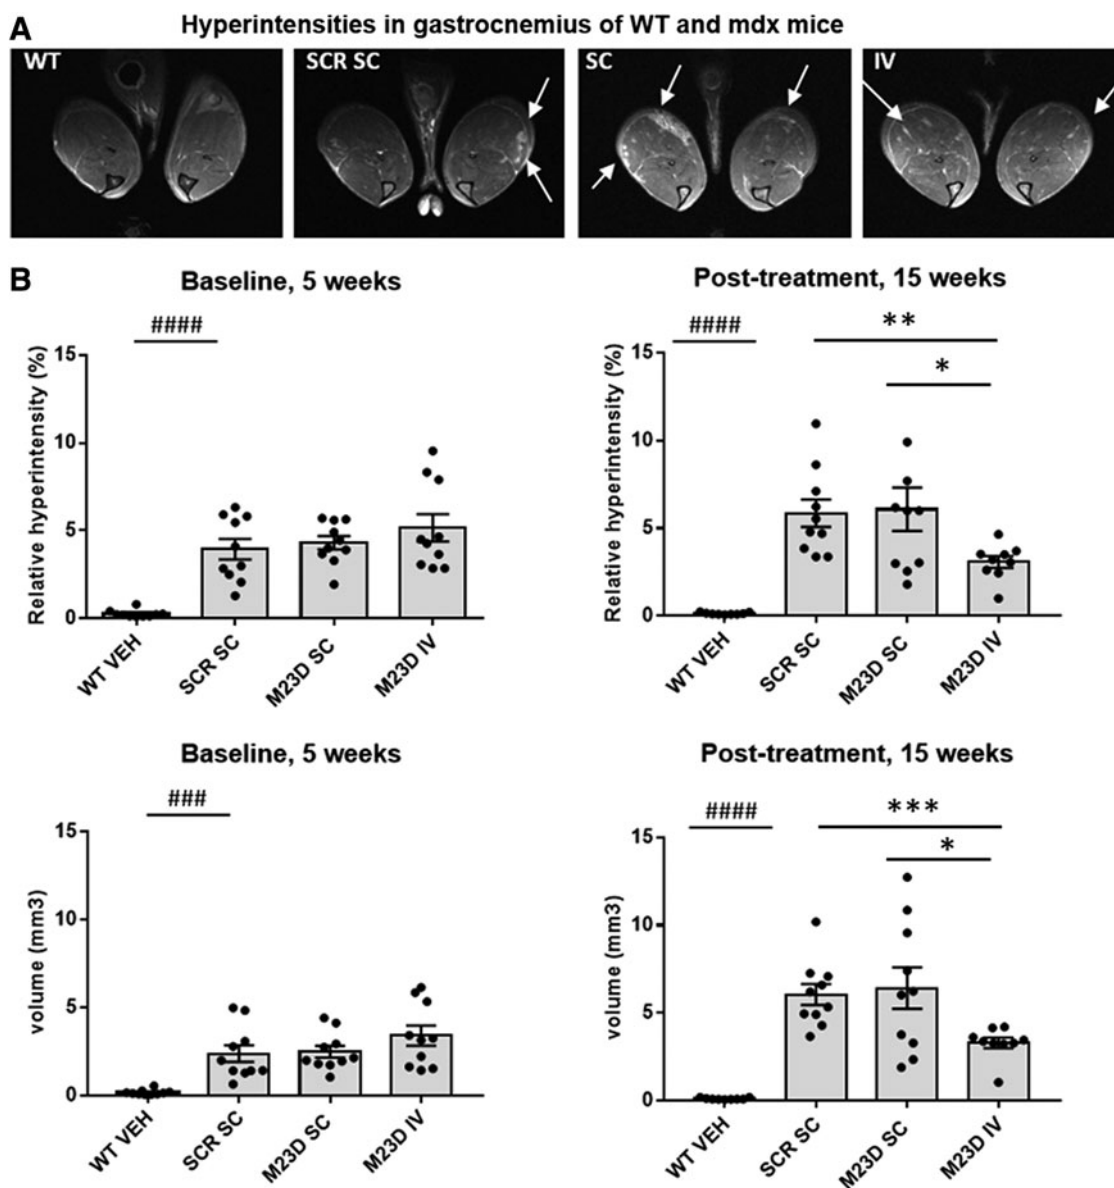 A Hyperintensities in gastrocnemius of WT and mdx mice
WT SCR SC SC IV
B Baseline, 5 weeks
####
Relative hyperintensity (%)
15
10
5
0
WT VEH
SCR SC
M23D SC
M23D IV
Post-treatment, 15 weeks
####
**
*
Relative hyperintensity (%)
15
10
5
0
WT VEH
SCR SC
M23D SC
M23D IV
Baseline, 5 weeks
###
volume (mm3)
15
10
5
0
WT VEH
SCR SC
M23D SC
M23D IV
Post-treatment, 15 weeks
####
***
*
volume (mm3)
15
10
5
0
WT VEH
SCR SC
M23D SC
M23D IV